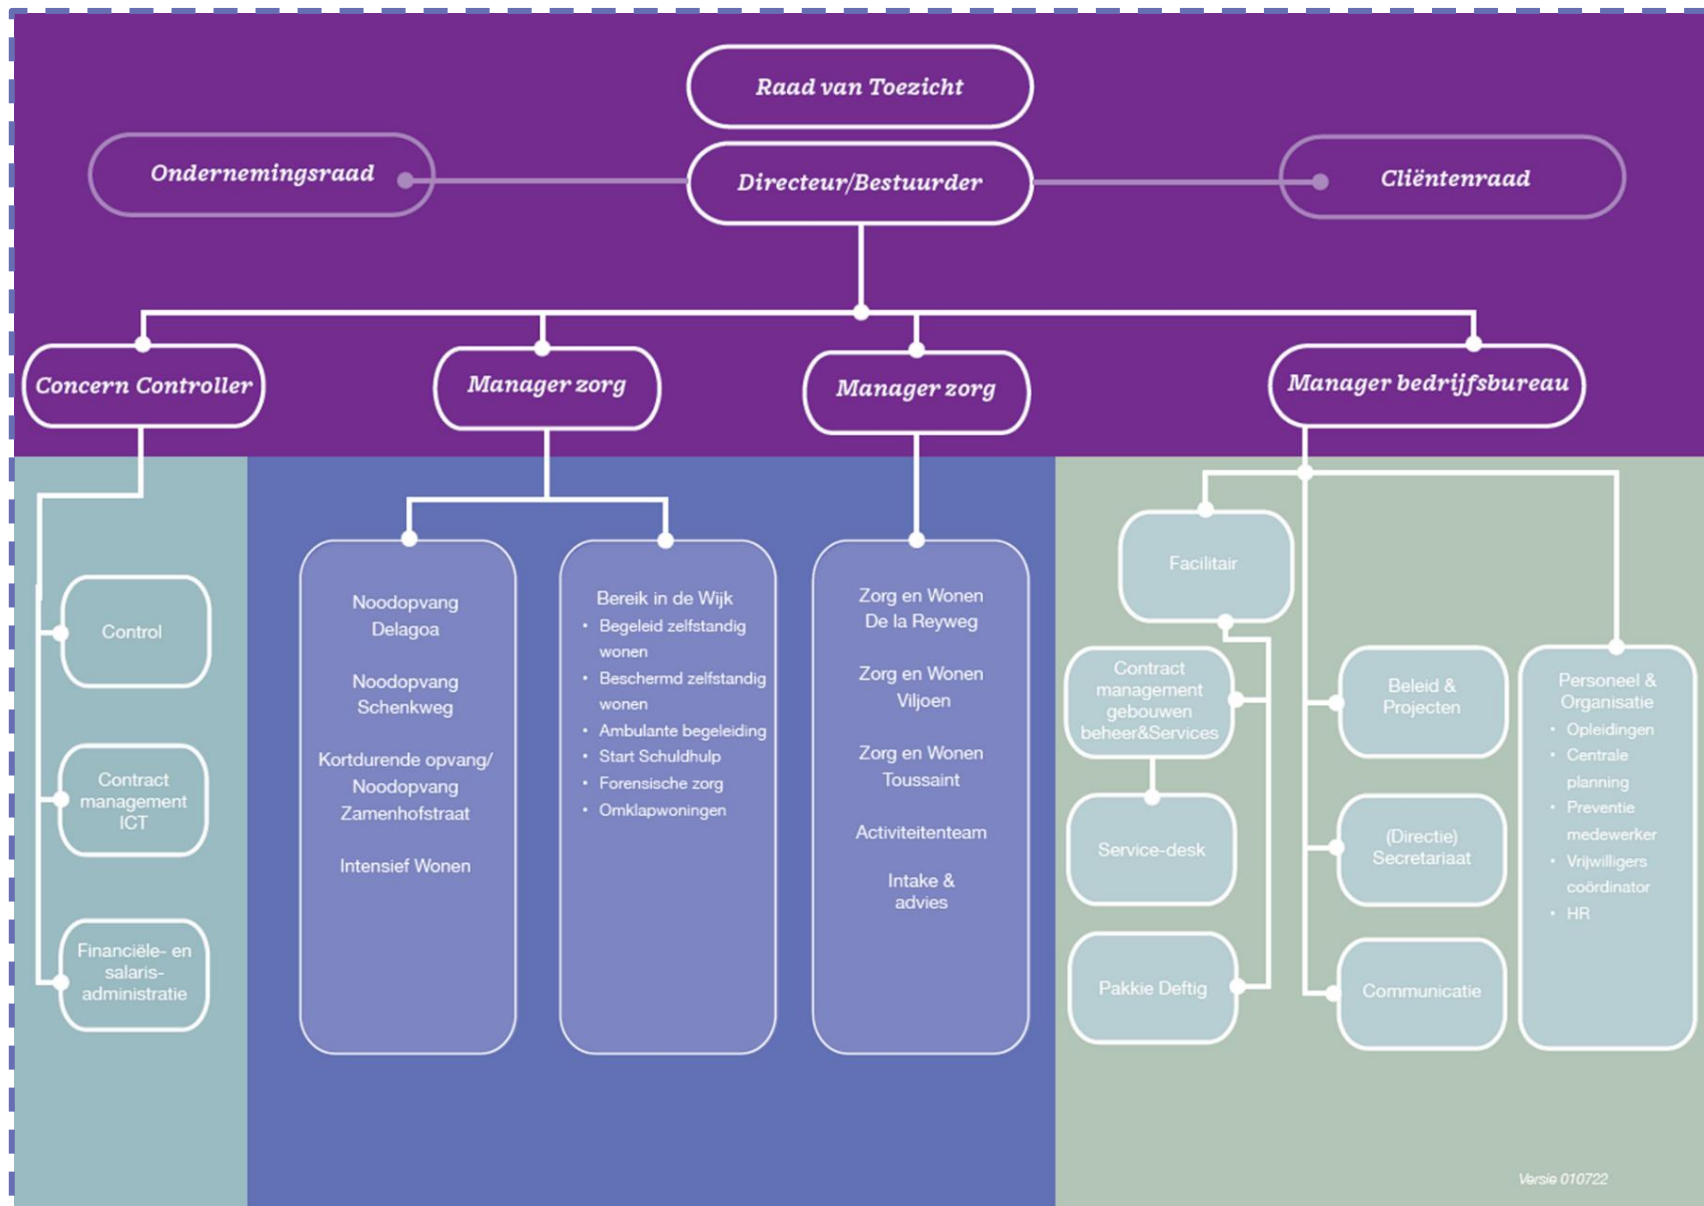 Raad van Toezicht
Ondernemingsraad
Directeur/Bestuurder
Cliëntenraad
Concern Controller
Manager zorg
Manager zorg
Manager bedrijfsbureau
Control
Contract
management
ICT
Financiële- en
salaris-
administratie
Noodopvang
Delagoa
Noodopvang
Schenkweg
Kortdurende opvang/
Noodopvang
Zamenhofstraat
Intensief Wonen
Bereik in de Wijk
• Begeleid zelfstandig
wonen
• Beschermd zelfstandig
wonen
• Ambulante begeleiding
• Start Schuldhulp
• Forensische zorg
• Omklapwoningen
Zorg en Wonen
De la Reyweg
Zorg en Wonen
Viljoen
Zorg en Wonen
Toussaint
Activiteitenteam
Intake &
advies
Facilitair
Contract
management
gebouwen
beheer&Services
Service-desk
Pakkie Deftig
Beleid &
Projecten
(Directie)
Secretariaat
Communicatie
Personeel &
Organisatie
• Opleidingen
• Centrale
planning
• Preventie
medewerker
• Vrijwilligers
coördinator
• HR
Versie 010722